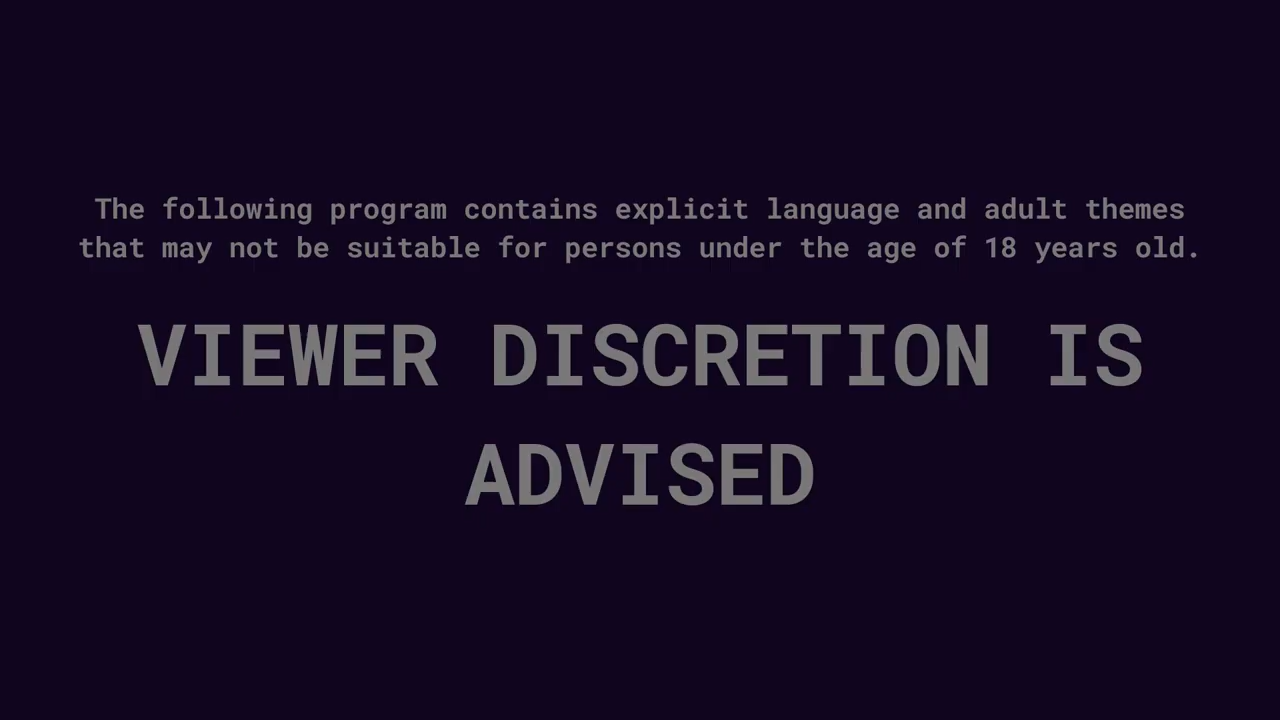 The following program contains explicit language and adult themes
that may not be suitable for persons under the age of 18 years old.
VIEWER DISCRETION IS
ADVISED